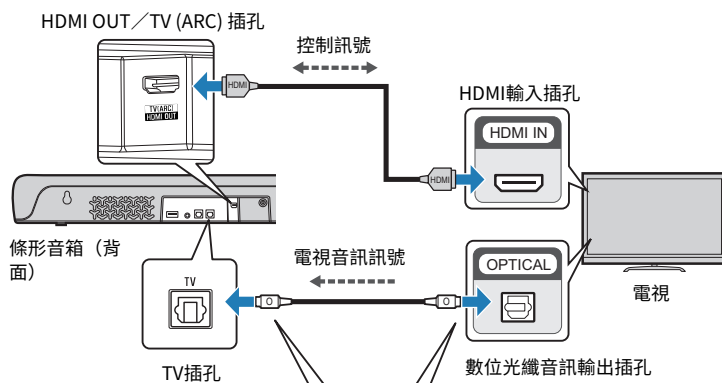 HDMI OUT／TV (ARC) 插孔
控制訊號
HDMI
TV(ARC)
HDMI OUT
HDMI輸入插孔
HDMI IN
HDMI
條形音箱（背
面）
電視音訊訊號
OPTICAL
電視
TV
TV插孔
數位光纖音訊輸出插孔